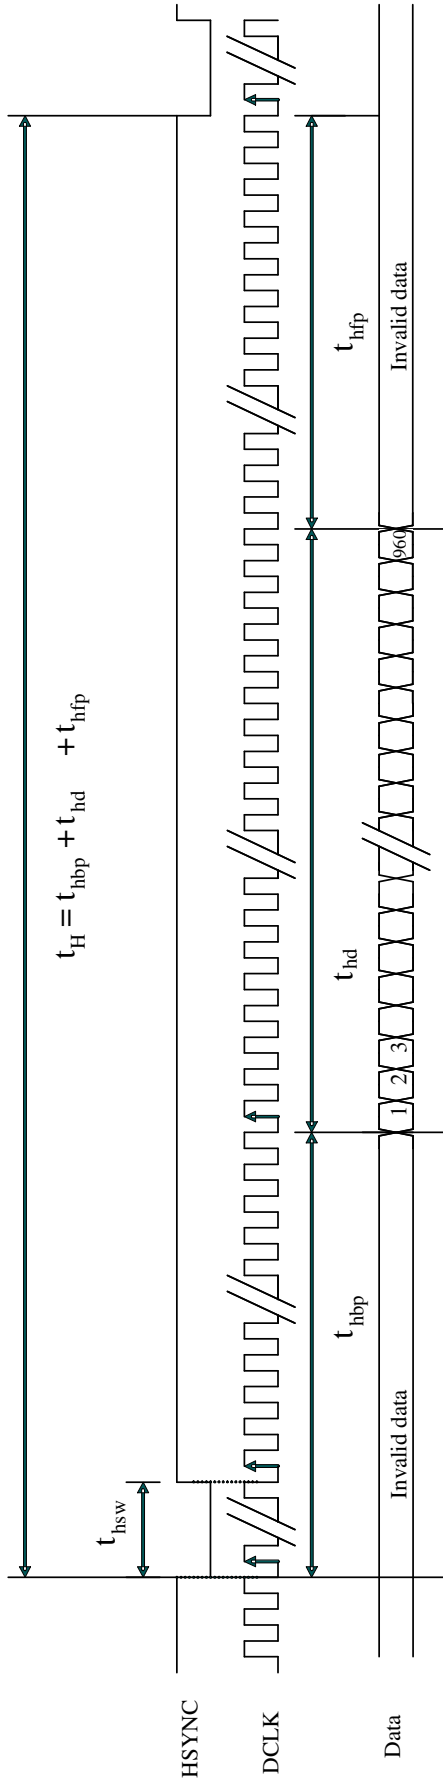 t_H = t_hbp + t_hd + t_hfp
t_hsw
HSYNC
DCLK
t_hbp
t_hd
t_hfp
Data
Invalid data
1 2 3
960
Invalid data